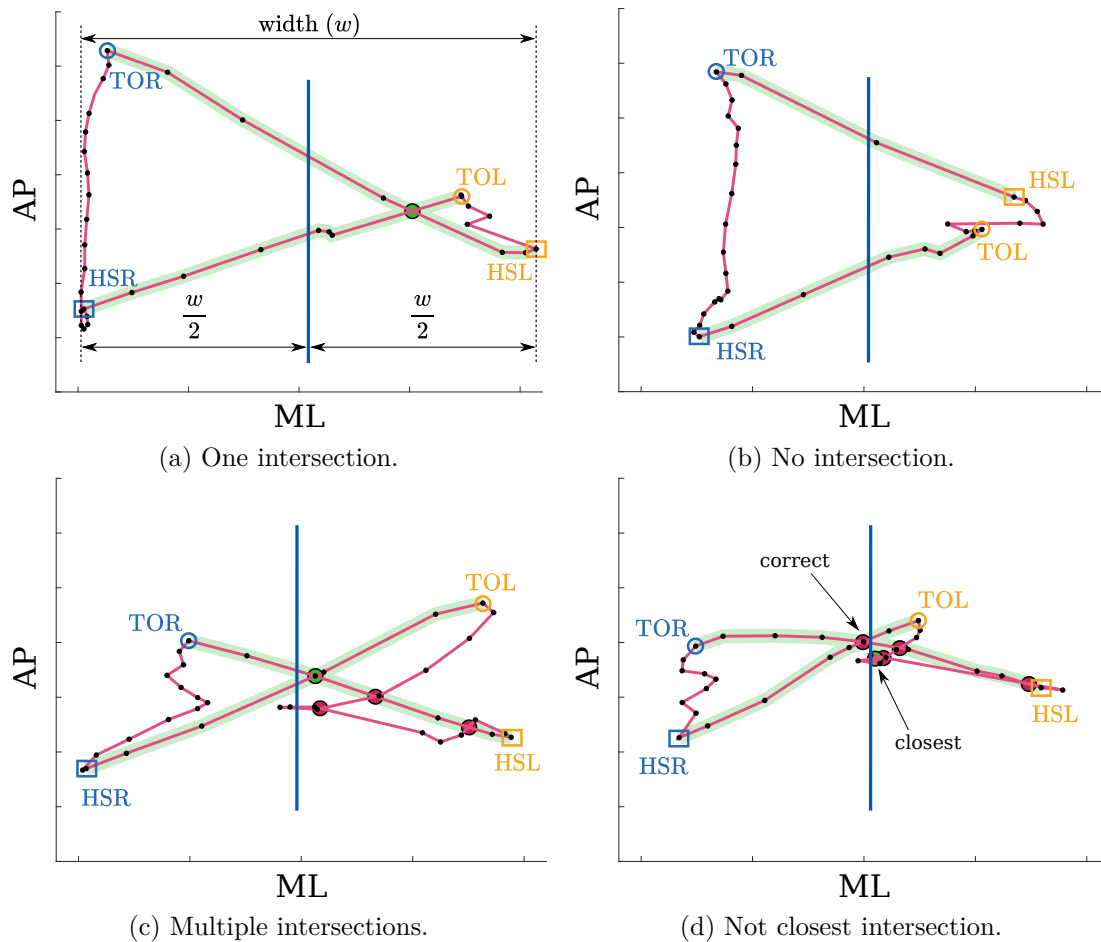 width (w)
TOR
TOL
AP
HSR
HSL
w/2
w/2
ML
(a) One intersection.
TOR
HSL
AP
TOL
HSR
ML
(b) No intersection.
TOL
TOR
AP
HSL
HSR
ML
(c) Multiple intersections.
correct
TOL
TOR
AP
HSL
closest
HSR
ML
(d) Not closest intersection.